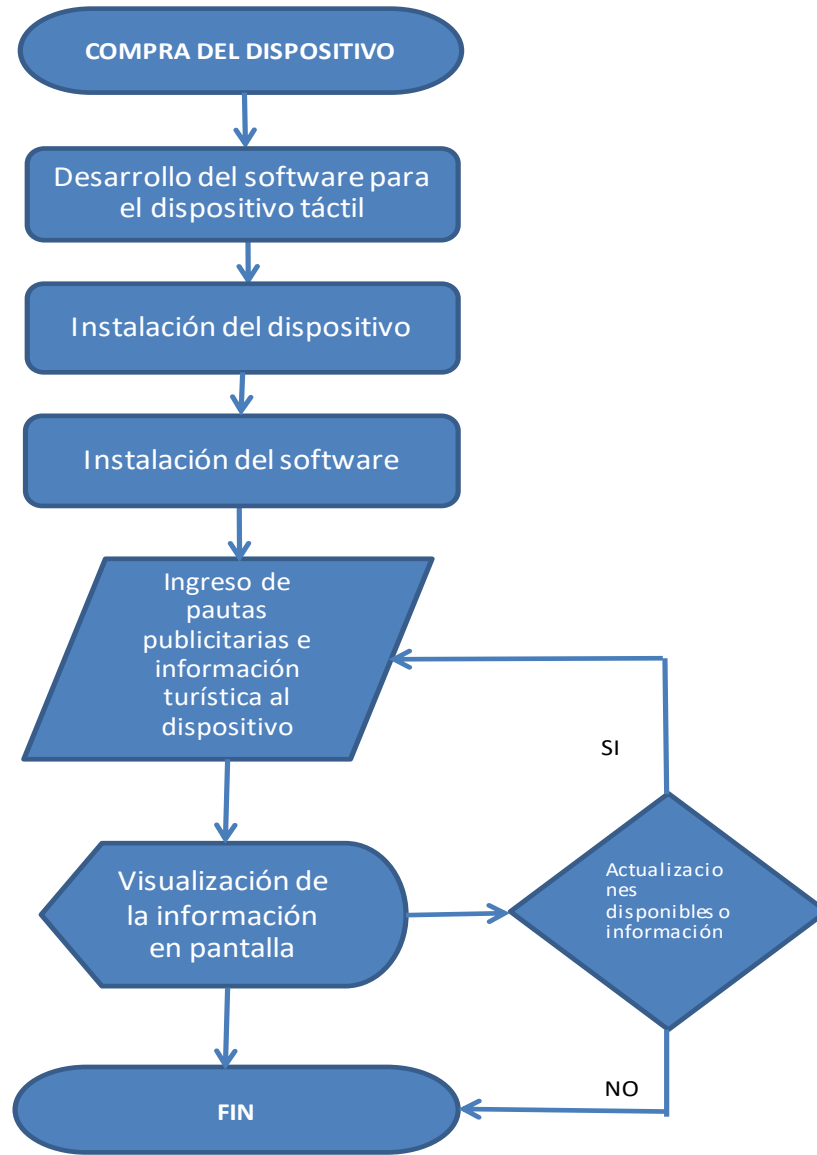 COMPRA DEL DISPOSITIVO
Desarrollo del software para
el dispositivo táctil
Instalación del dispositivo
Instalación del software
Ingreso de
pautas
publicitarias e
información
turística al
dispositivo
SI
Visualización de
la información
en pantalla
Actualizacio
nes
disponibles o
información
NO
FIN